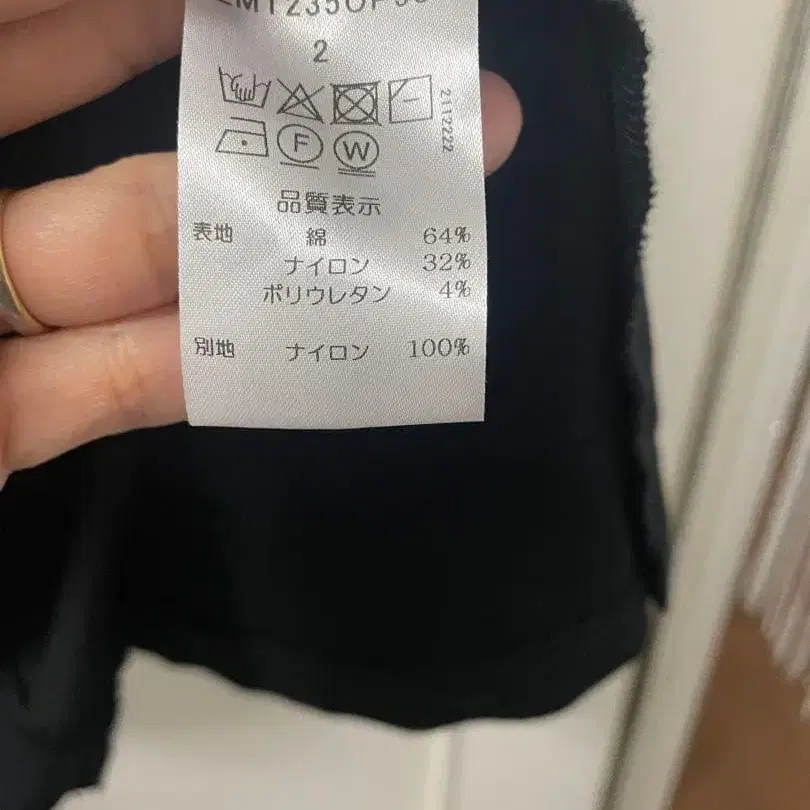 2
2112222
F
W
品質表示
表地 綿 64%
ナイロン 32%
ポリウレタン 4%
別地 ナイロン 100%